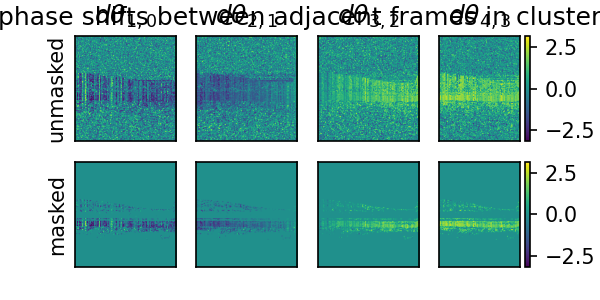 phase shifts between adjacent frames in cluster
dθ1,0 dθ2,1 dθ3,2 dθ4,3
unmasked
2.5
0.0
−2.5
masked
2.5
0.0
−2.5